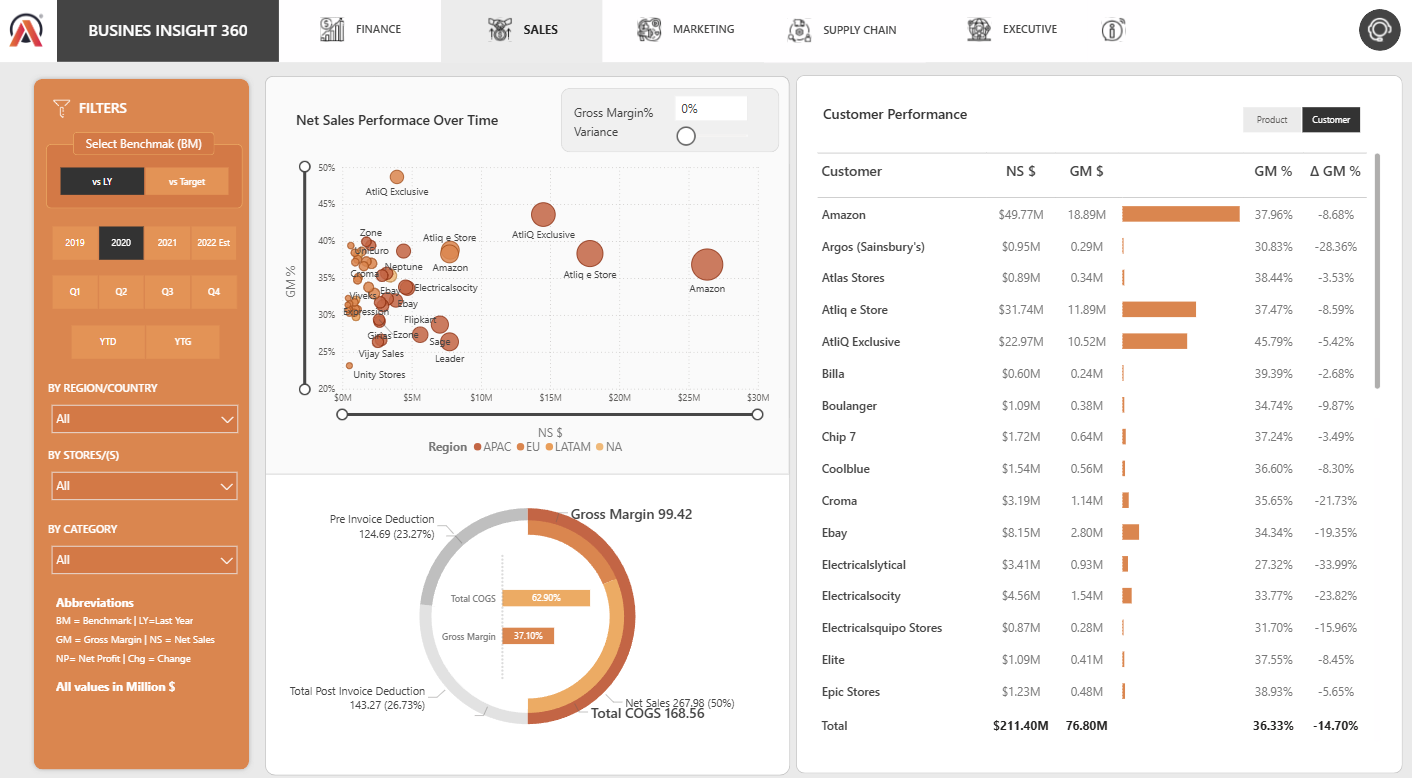 BUSINES INSIGHT 360
FINANCE
SALES
MARKETING
SUPPLY CHAIN
EXECUTIVE
FILTERS
Select Benchmak (BM)
vs LY
vs Target
2019
2020
2021
2022 Est
Q1
Q2
Q3
Q4
YTD
YTG
BY REGION/COUNTRY
All
BY STORES/(S)
All
BY CATEGORY
All
Abbreviations
BM = Benchmark | LY=Last Year
GM = Gross Margin | NS = Net Sales
NP= Net Profit | Chg = Change
All values in Million $
Net Sales Performace Over Time
Gross Margin%
Variance
0%
GM %
50%
45%
40%
35%
30%
25%
20%
AtliQ Exclusive
AtliQ Exclusive
Zone
Atliq e Store
Unicuro
Atliq e Store
Croma
Neptune
Amazon
Amazon
Viveks
Ebay
Electricalsocity
Ebay
Expression
Flipkart
Girias
Ezone
Sage
Vijay Sales
Leader
Unity Stores
$0M
$5M
$10M
$15M
$20M
$25M
$30M
NS $
Region APAC EU LATAM NA
Pre Invoice Deduction
124.69 (23.27%)
Gross Margin 99.42
Total COGS 62.90%
Gross Margin 37.10%
Total Post Invoice Deduction
143.27 (26.73%)
Net Sales 267.98 (50%)
Total COGS 168.56
Customer Performance
Product
Customer
Customer NS $ GM $ GM % Δ GM %
Amazon $49.77M 18.89M 37.96% -8.68%
Argos (Sainsbury's) $0.95M 0.29M 30.83% -28.36%
Atlas Stores $0.89M 0.34M 38.44% -3.53%
Atliq e Store $31.74M 11.89M 37.47% -8.59%
AtliQ Exclusive $22.97M 10.52M 45.79% -5.42%
Billa $0.60M 0.24M 39.39% -2.68%
Boulanger $1.09M 0.38M 34.74% -9.87%
Chip 7 $1.72M 0.64M 37.24% -3.49%
Coolblue $1.54M 0.56M 36.60% -8.30%
Croma $3.19M 1.14M 35.65% -21.73%
Ebay $8.15M 2.80M 34.34% -19.35%
Electricalslytical $3.41M 0.93M 27.32% -33.99%
Electricalsocity $4.56M 1.54M 33.77% -23.82%
Electricalsquipo Stores $0.87M 0.28M 31.70% -15.96%
Elite $1.09M 0.41M 37.55% -8.45%
Epic Stores $1.23M 0.48M 38.93% -5.65%
Total $211.40M 76.80M 36.33% -14.70%